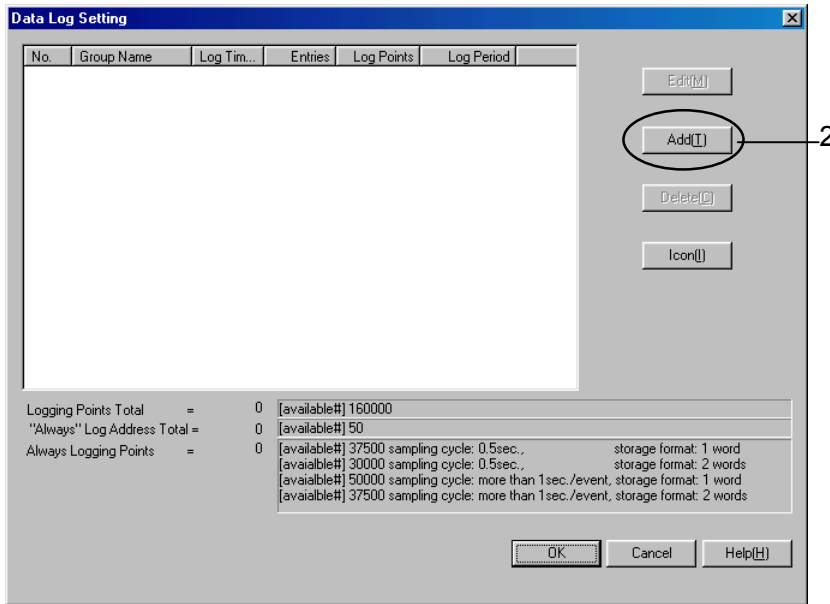 Data Log Setting
No. Group Name Log Tim... Entries Log Points Log Period
Edit(M)
Add(T)
2
Delete(C)
Icon(I)
Logging Points Total = 0 [available#] 160000
"Always" Log Address Total = 0 [available#] 50
Always Logging Points = 0 [available#] 37500 sampling cycle: 0.5sec., storage format: 1 word
[avaialble#] 30000 sampling cycle: 0.5sec., storage format: 2 words
[avaialble#] 50000 sampling cycle: more than 1sec./event, storage format: 1 word
[avaialble#] 37500 sampling cycle: more than 1sec./event, storage format: 2 words
OK Cancel Help(H)